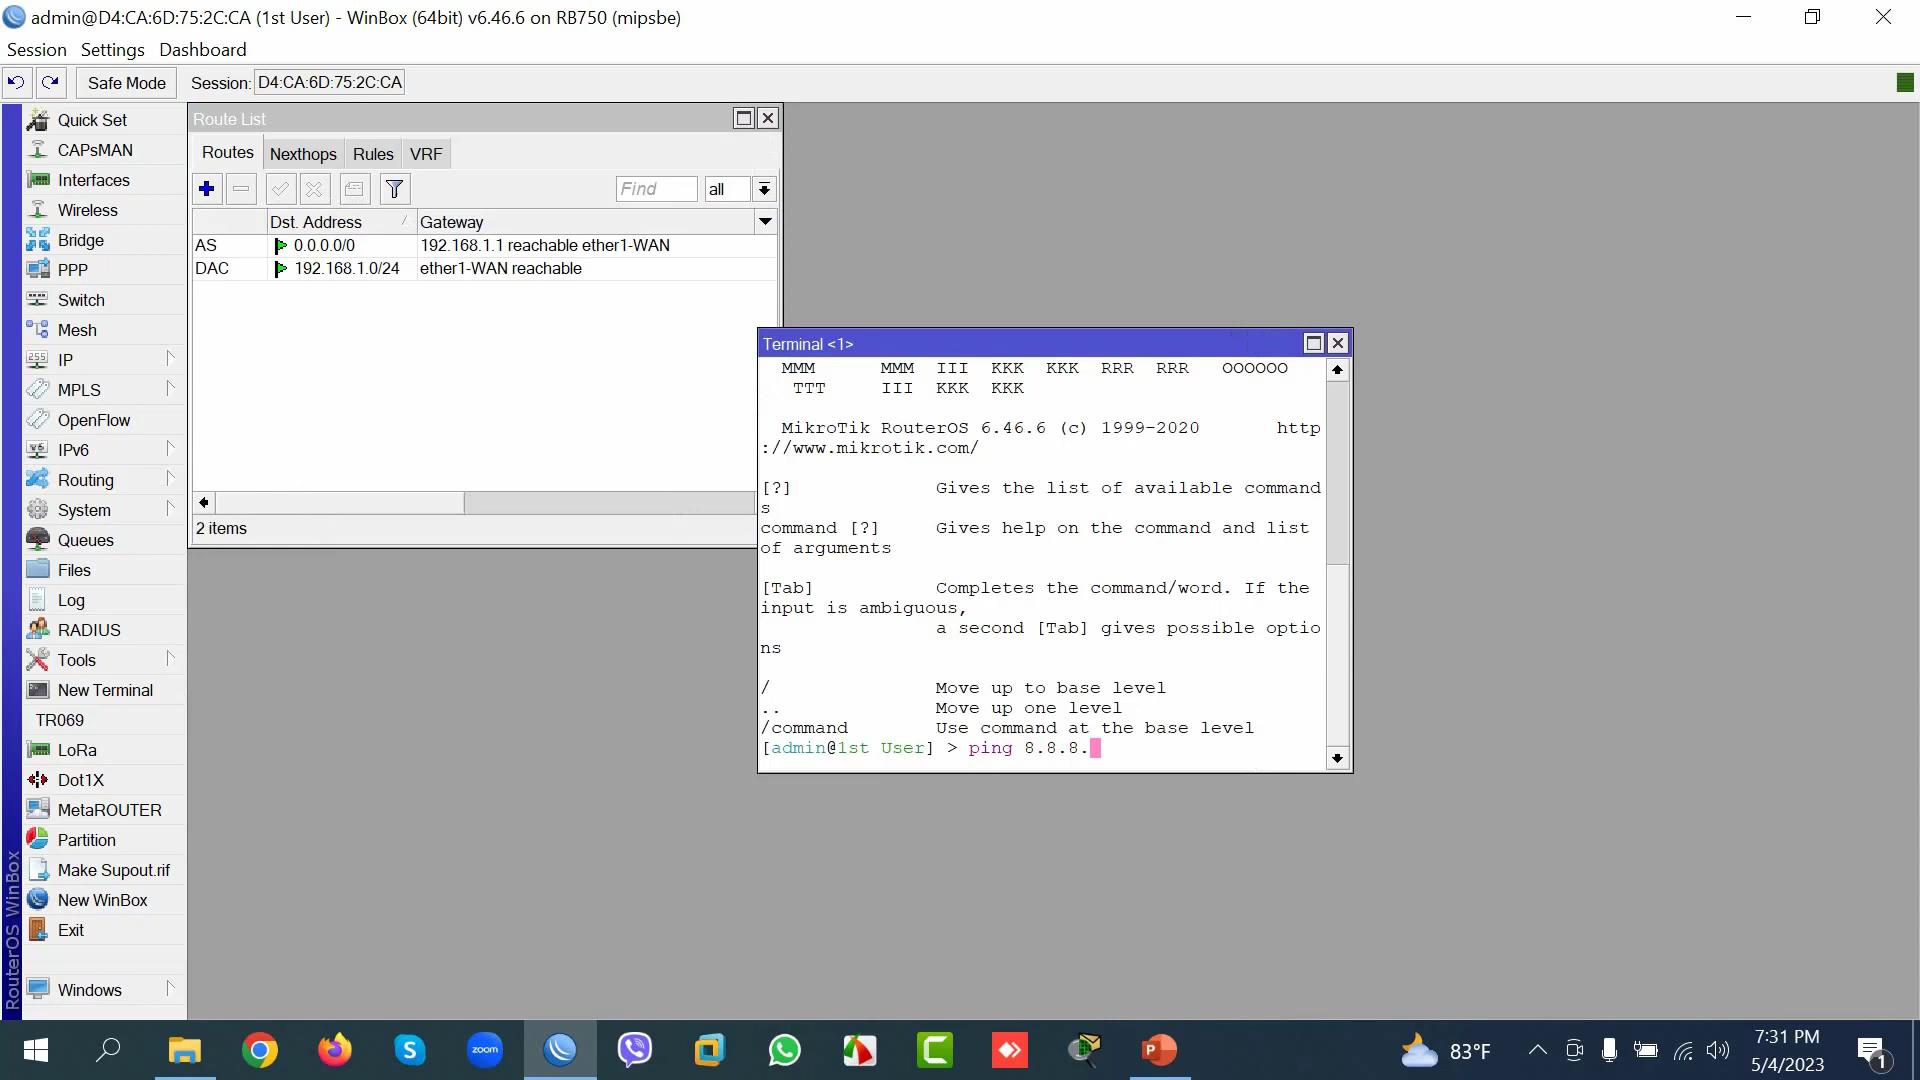 admin@D4:CA:6D:75:2C:CA (1st User) - WinBox (64bit) v6.46.6 on RB750 (mipsbe)
Session Settings Dashboard
Safe Mode Session: D4:CA:6D:75:2C:CA
Quick Set
CAPsMAN
Interfaces
Wireless
Bridge
PPP
Switch
Mesh
IP
MPLS
OpenFlow
IPv6
Routing
System
Queues
Files
Log
RADIUS
Tools
New Terminal
TR069
LoRa
Dot1X
MetaROUTER
Partition
Make Supout.rif
New WinBox
Exit
Windows
RouterOS WinBox
Route List
Routes Nexthops Rules VRF
Find all
Dst. Address Gateway
AS 0.0.0.0/0 192.168.1.1 reachable ether1-WAN
DAC 192.168.1.0/24 ether1-WAN reachable
2 items
Terminal <1>
MMM MMM III KKK KKK RRR RRR OOOOOO
TTT III KKK KKK
MikroTik RouterOS 6.46.6 (c) 1999-2020 http
://www.mikrotik.com/
[?] Gives the list of available command
s
command [?] Gives help on the command and list
of arguments
[Tab] Completes the command/word. If the
input is ambiguous,
a second [Tab] gives possible optio
ns
/ Move up to base level
.. Move up one level
/command Use command at the base level
[admin@1st User] > ping 8.8.8.
zoom
83°F
7:31 PM
5/4/2023
1